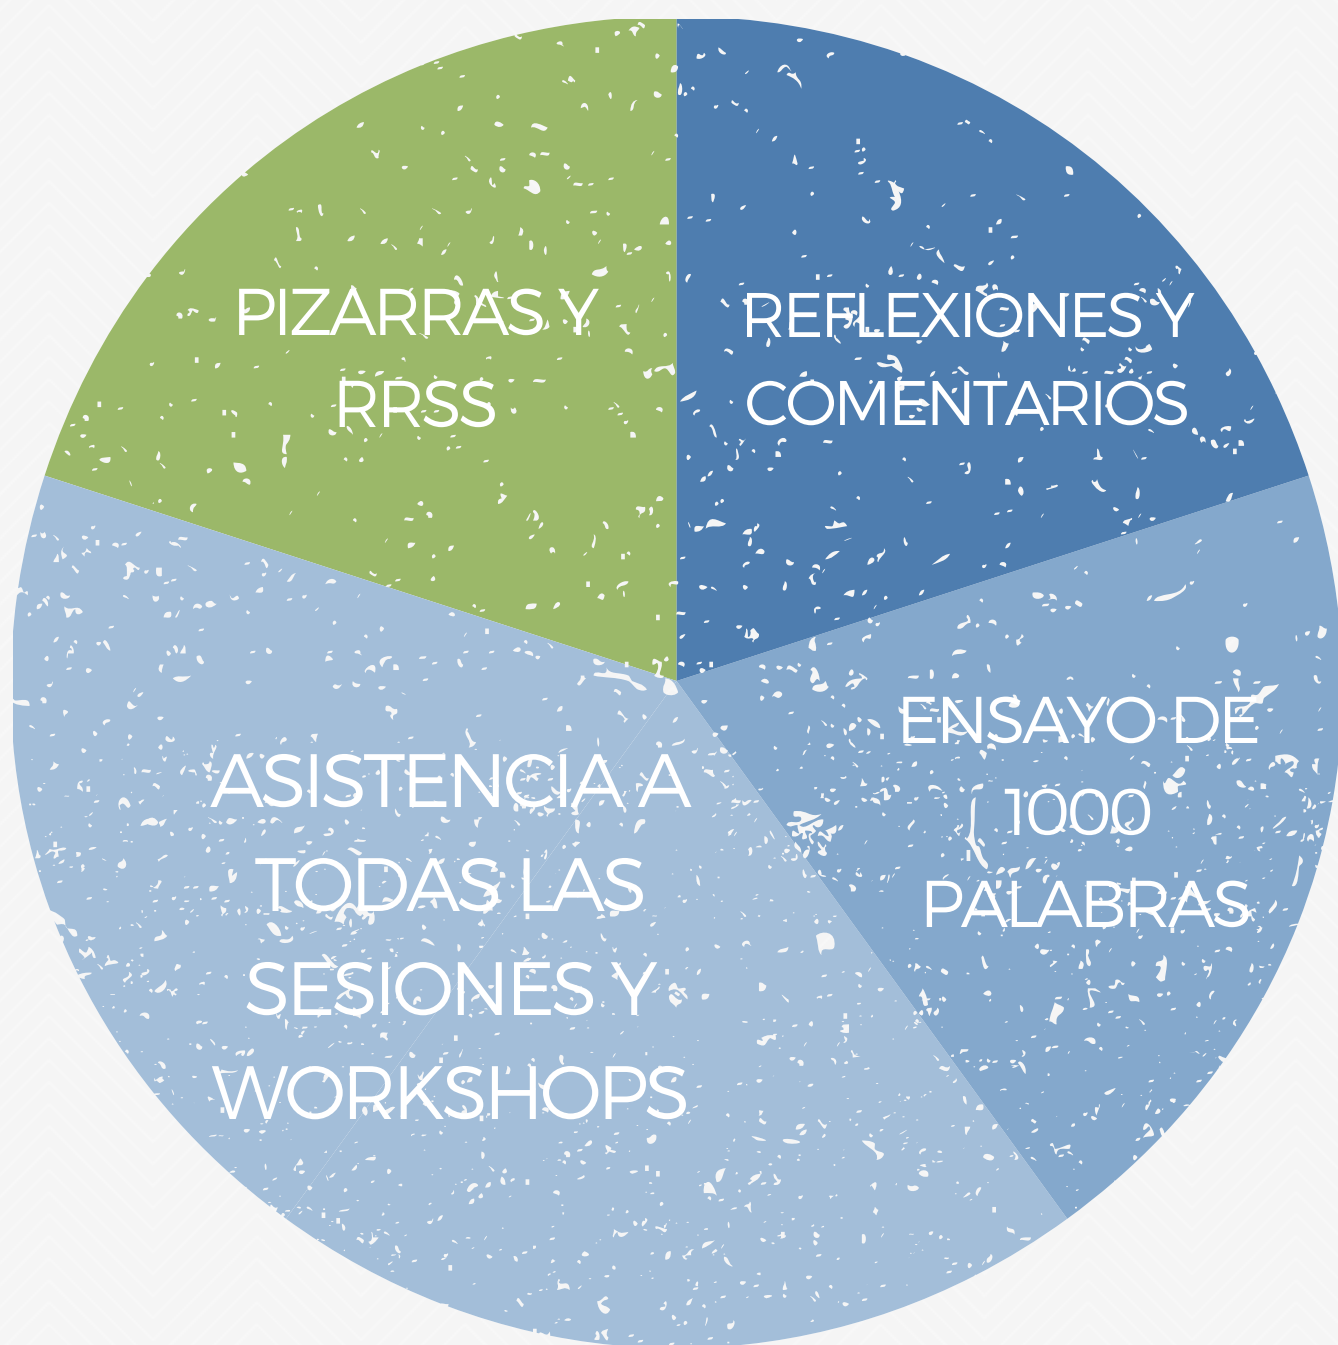 PIZARRAS Y
RRSS
REFLEXIONES Y
COMENTARIOS
ENSAYO DE
1000
PALABRAS
ASISTENCIA A
TODAS LAS
SESIONES Y
WORKSHOPS